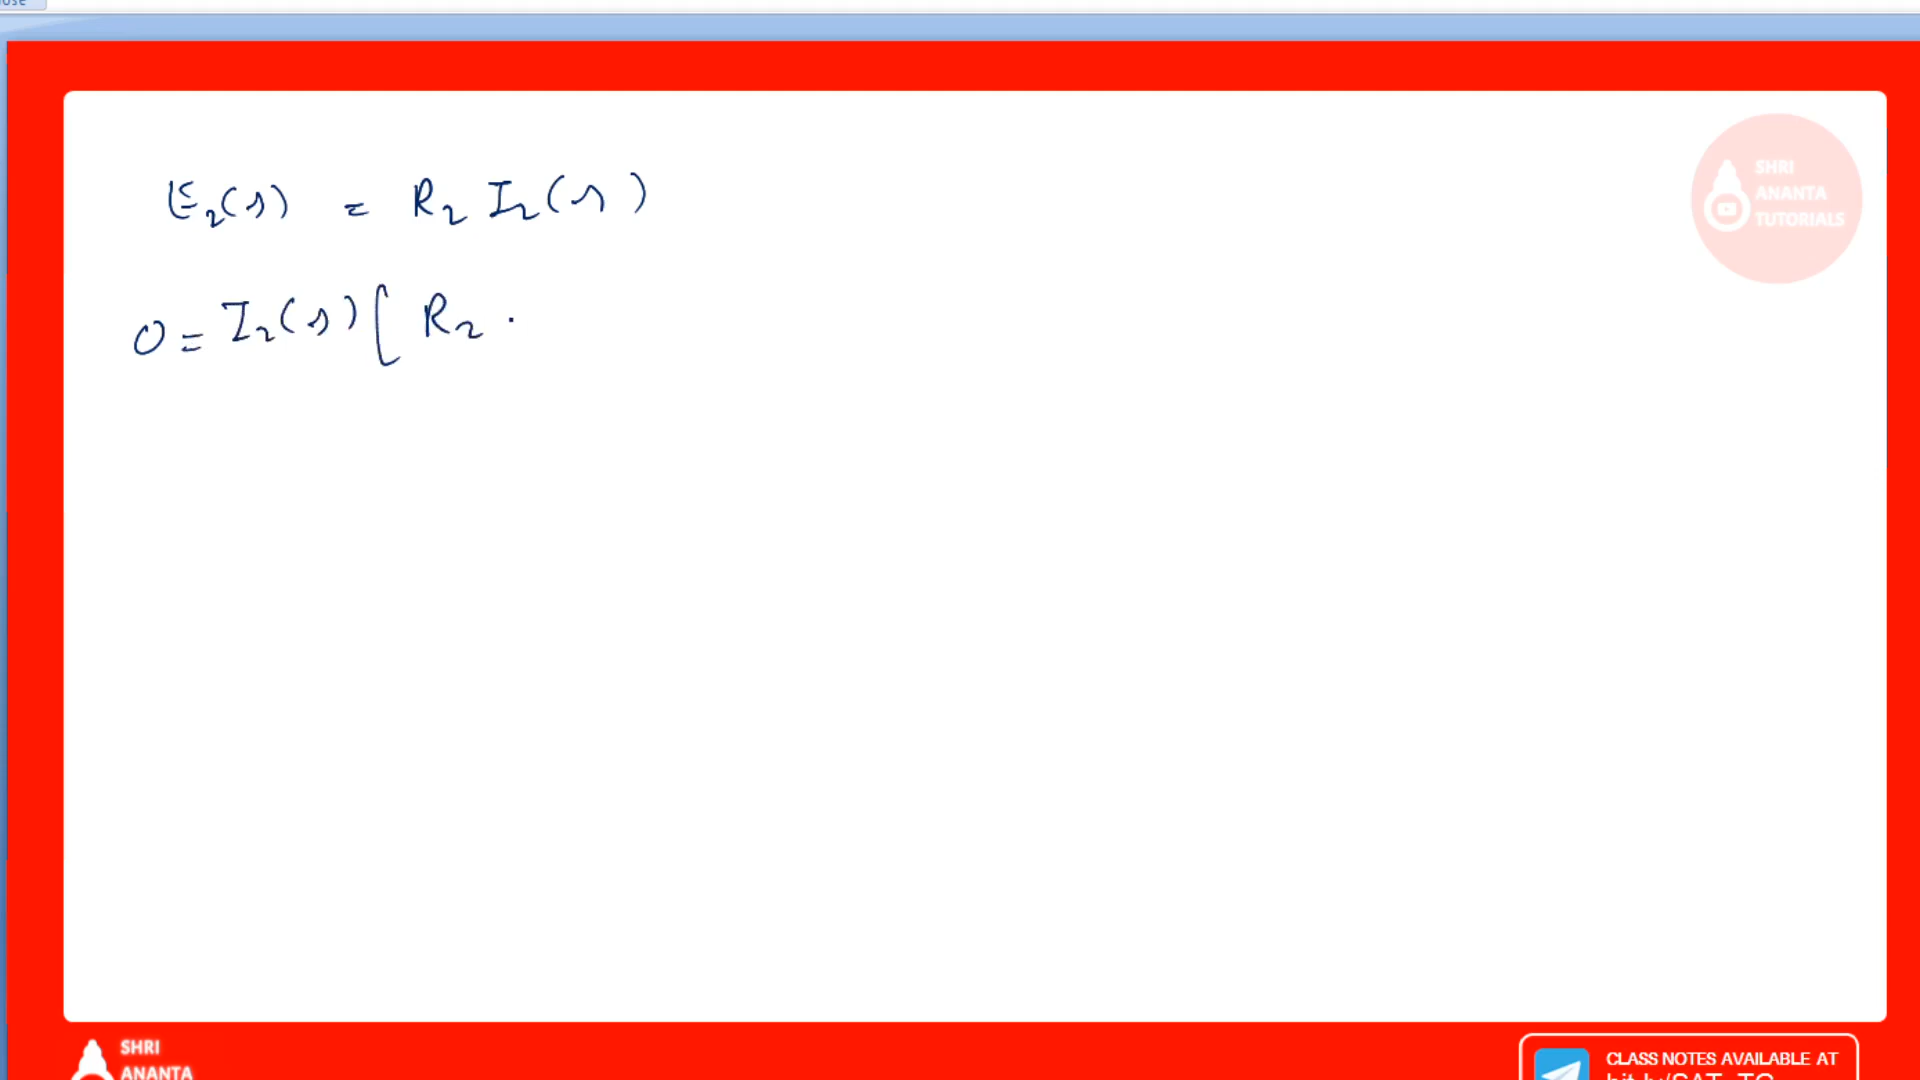 E₂(s) = R₂ I₂(s)
0 = I₂(s) [ R₂ .
SHRI
ANANTA
TUTORIALS
SHRI
ANANTA
CLASS NOTES AVAILABLE AT